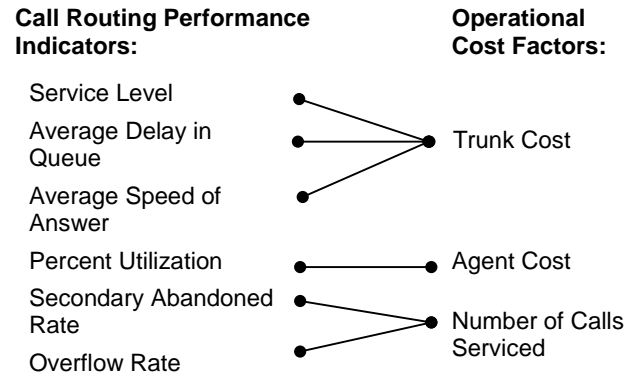 Call Routing Performance
Indicators:
Operational
Cost Factors:
Service Level
Average Delay in
Queue
Trunk Cost
Average Speed of
Answer
Percent Utilization
Agent Cost
Secondary Abandoned
Rate
Number of Calls
Serviced
Overflow Rate